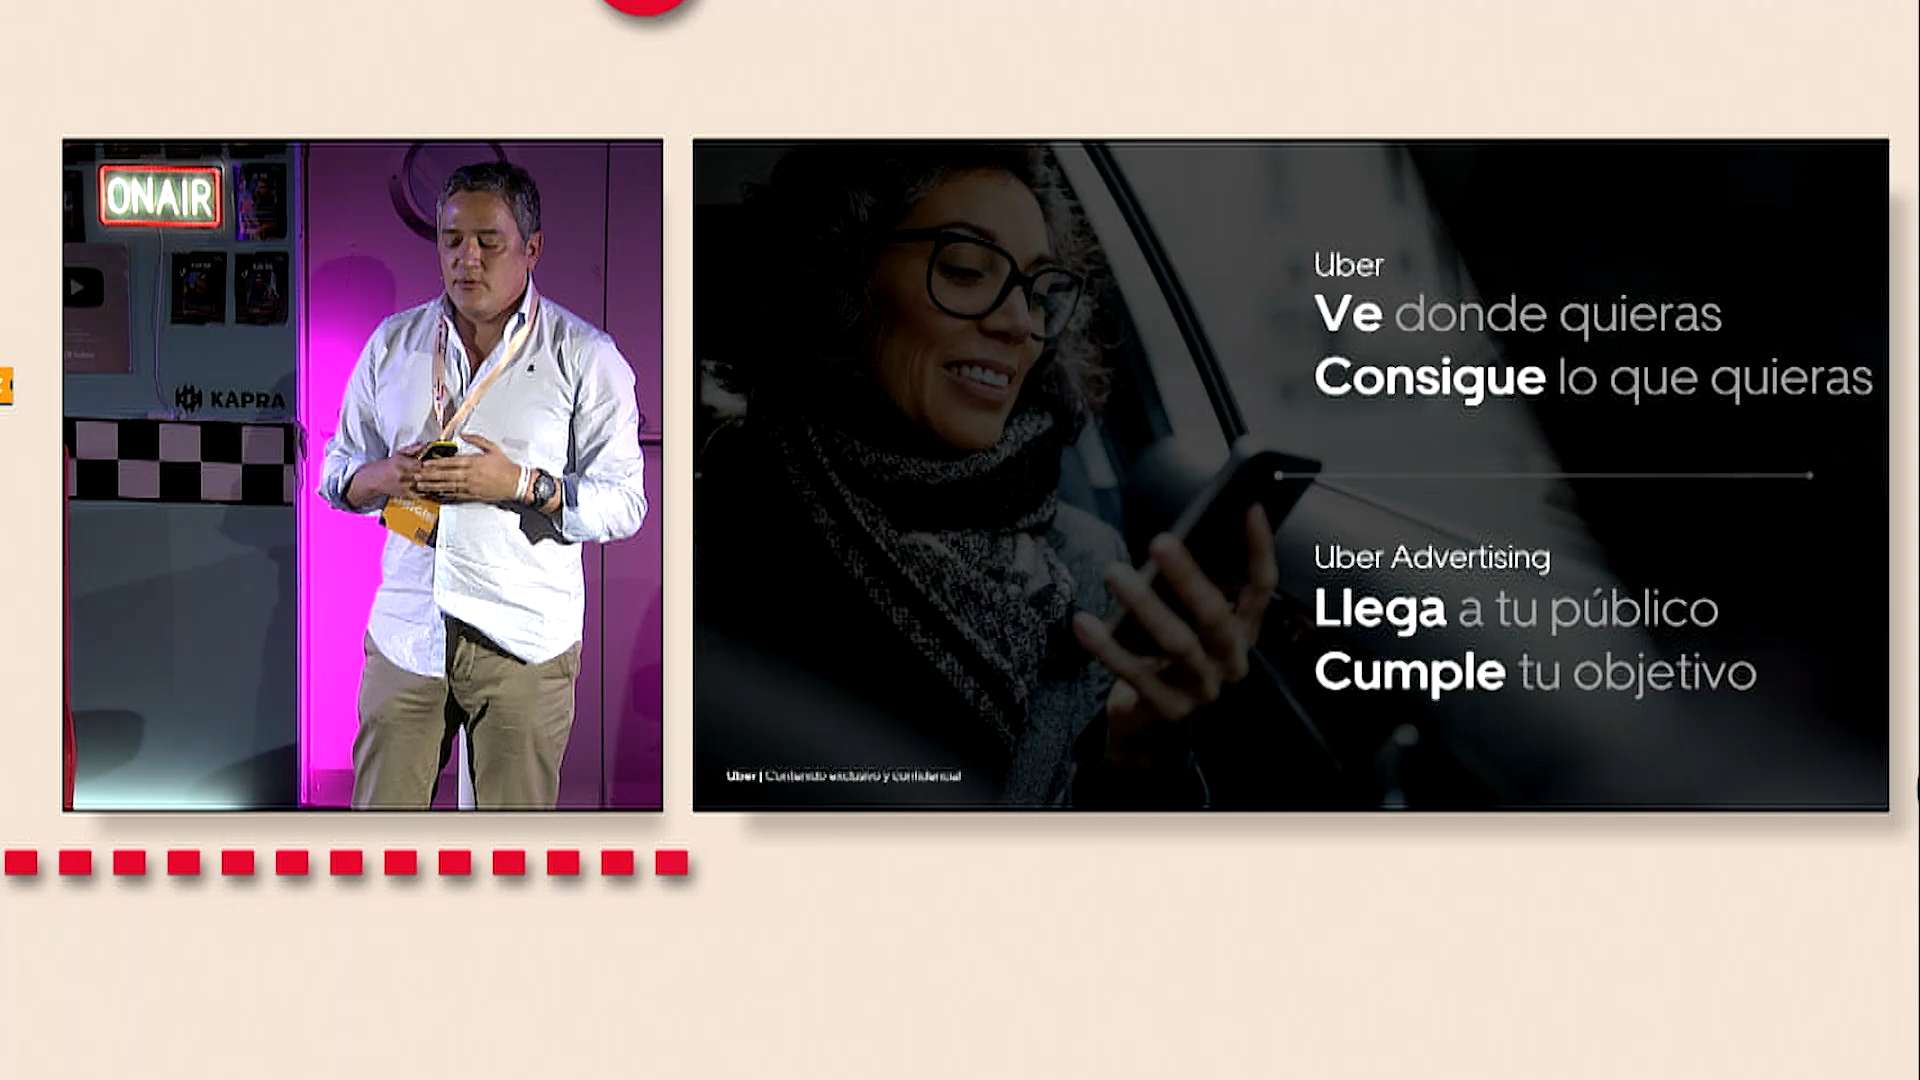 ONAIR
KAPRA
Uber
Ve donde quieras
Consigue lo que quieras
Uber Advertising
Llega a tu público
Cumple tu objetivo
Uber | Contenido exclusivo y confidencial